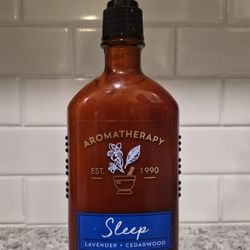 AROMATHERAPY
EST. 1990
Sleep
LAVENDER + CEDARWOOD